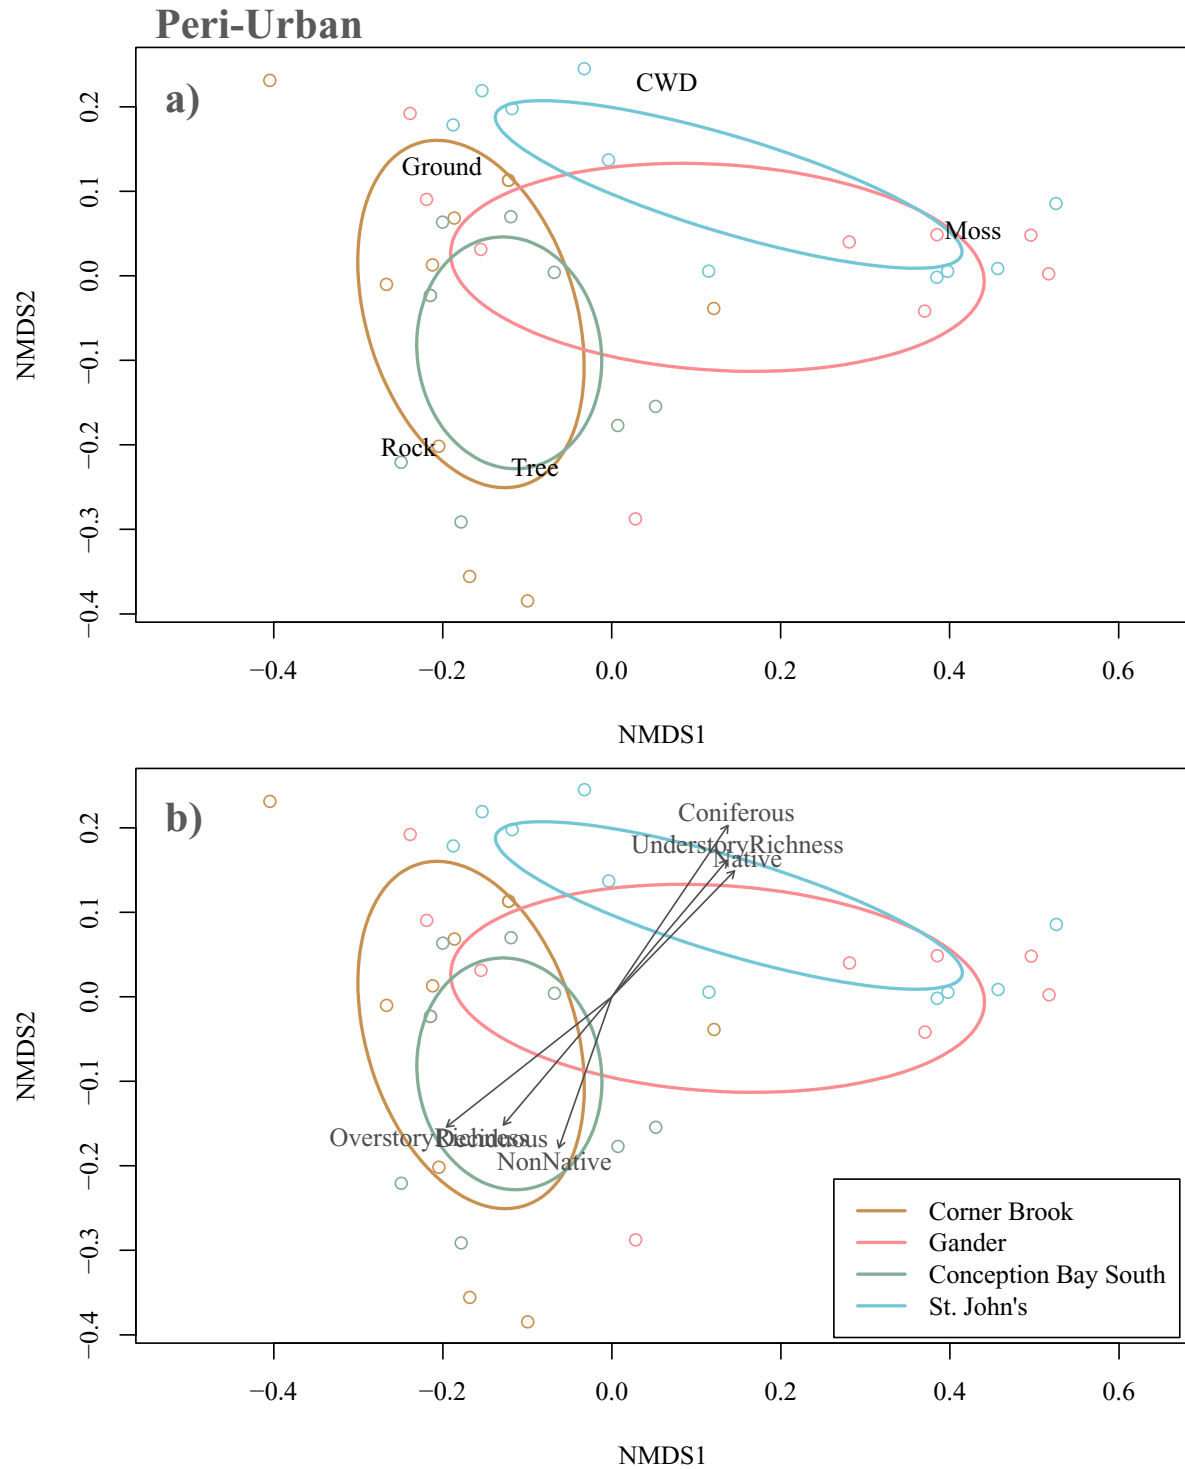 Peri-Urban
a)
CWD
Ground
Moss
Rock
Tree
NMDS2
0.2
0.1
0.0
−0.1
−0.2
−0.3
−0.4
−0.4
−0.2
0.0
0.2
0.4
0.6
NMDS1
b)
Coniferous
UnderstoryRichness
Native
OverstoryRichness
Deciduous
NonNative
NMDS2
0.2
0.1
0.0
−0.1
−0.2
−0.3
−0.4
Corner Brook
Gander
Conception Bay South
St. John's
−0.4
−0.2
0.0
0.2
0.4
0.6
NMDS1